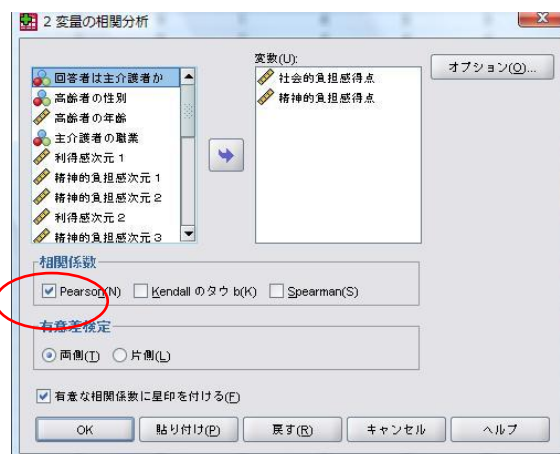 2 変量の相関分析
変数(U):
オプション(O)...
回答者は主介護者か
高齢者の性別
高齢者の年齢
主介護者の職業
利得感次元 1
精神的負担感次元 1
精神的負担感次元 2
利得感次元 2
精神的負担感次元 3
社会的負担感得点
精神的負担感得点
相関係数
Pearson(N) Kendall のタウ b(K) Spearman(S)
有意差検定
両側(T) 片側(L)
有意な相関係数に星印を付ける(F)
OK 貼り付け(P) 戻す(R) キャンセル ヘルプ